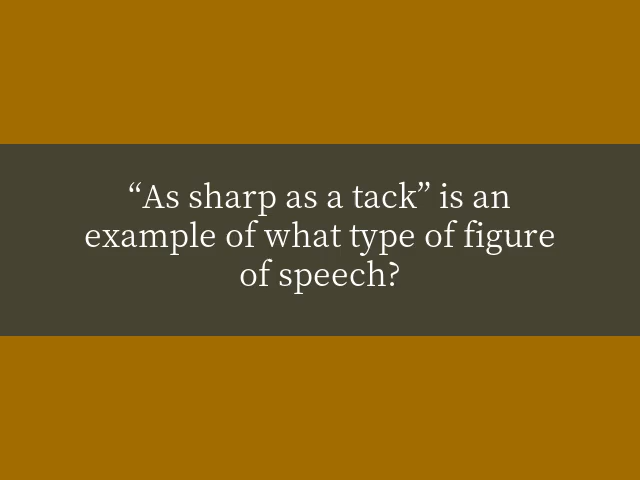 “As sharp as a tack” is an
example of what type of figure
of speech?